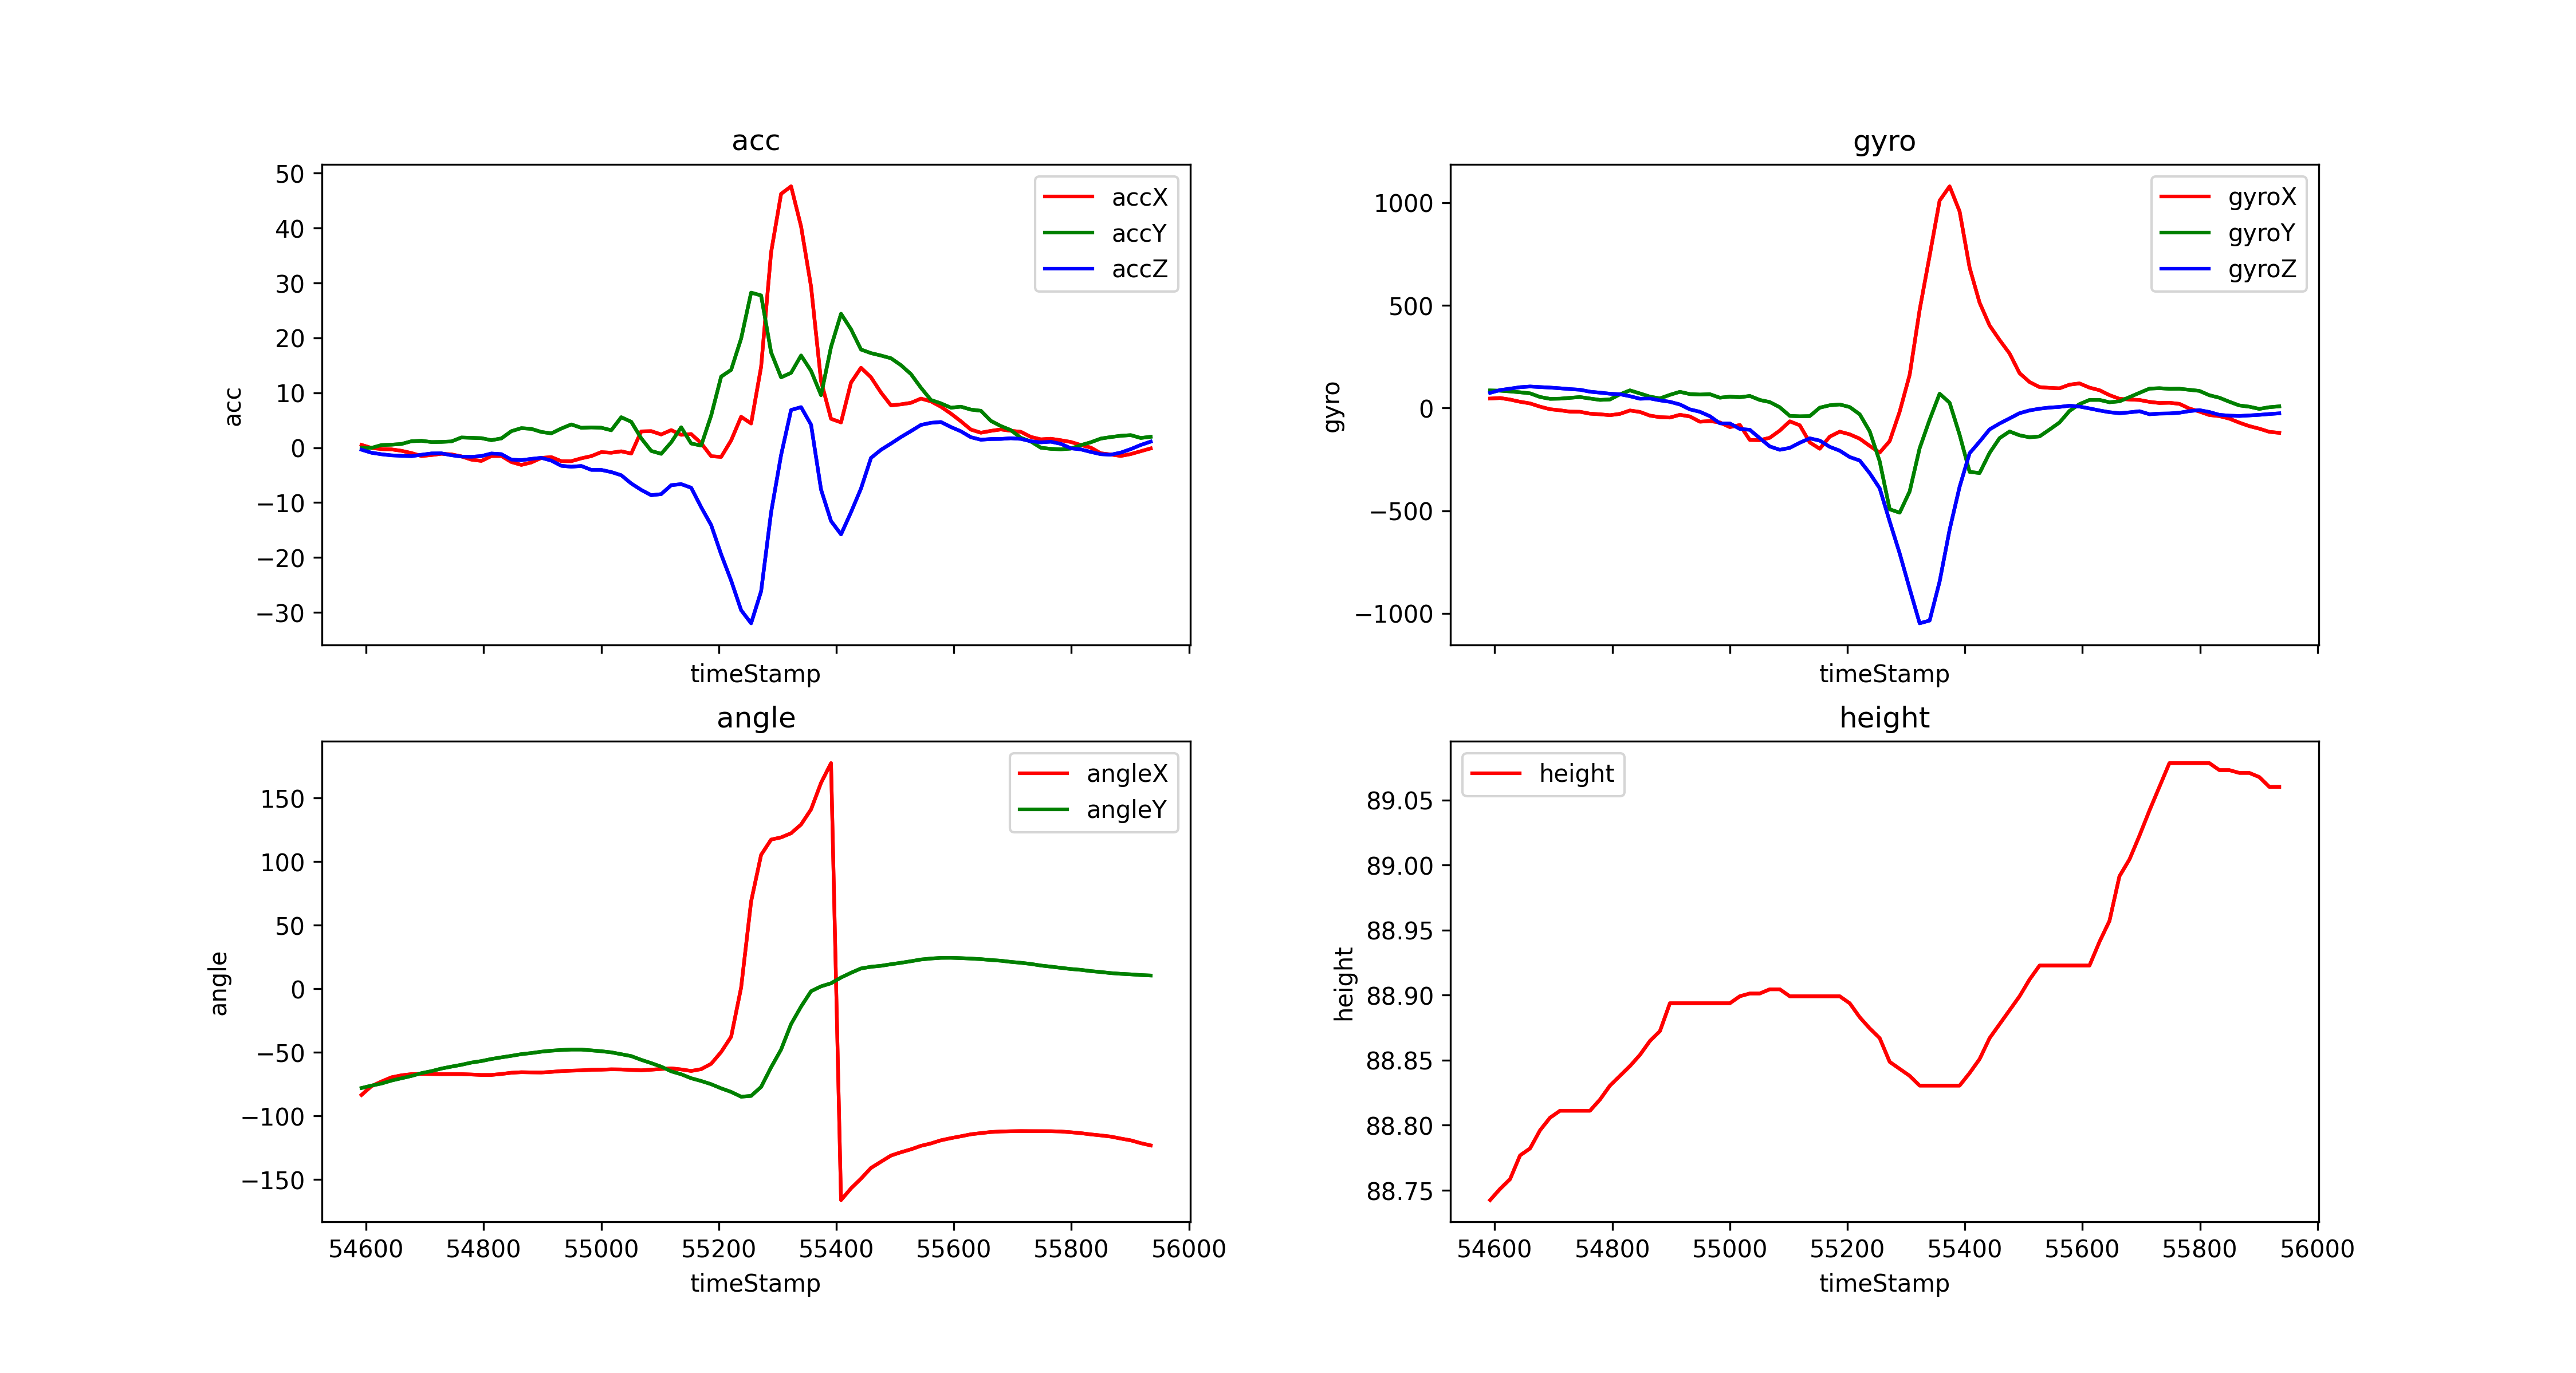 acc
50
40
30
20
10
0
−10
−20
−30
acc
accX
accY
accZ
timeStamp
gyro
1000
500
0
−500
−1000
gyro
gyroX
gyroY
gyroZ
timeStamp
angle
150
100
50
0
−50
−100
−150
angle
angleX
angleY
54600 54800 55000 55200 55400 55600 55800 56000
timeStamp
height
89.05
89.00
88.95
88.90
88.85
88.80
88.75
height
height
54600 54800 55000 55200 55400 55600 55800 56000
timeStamp